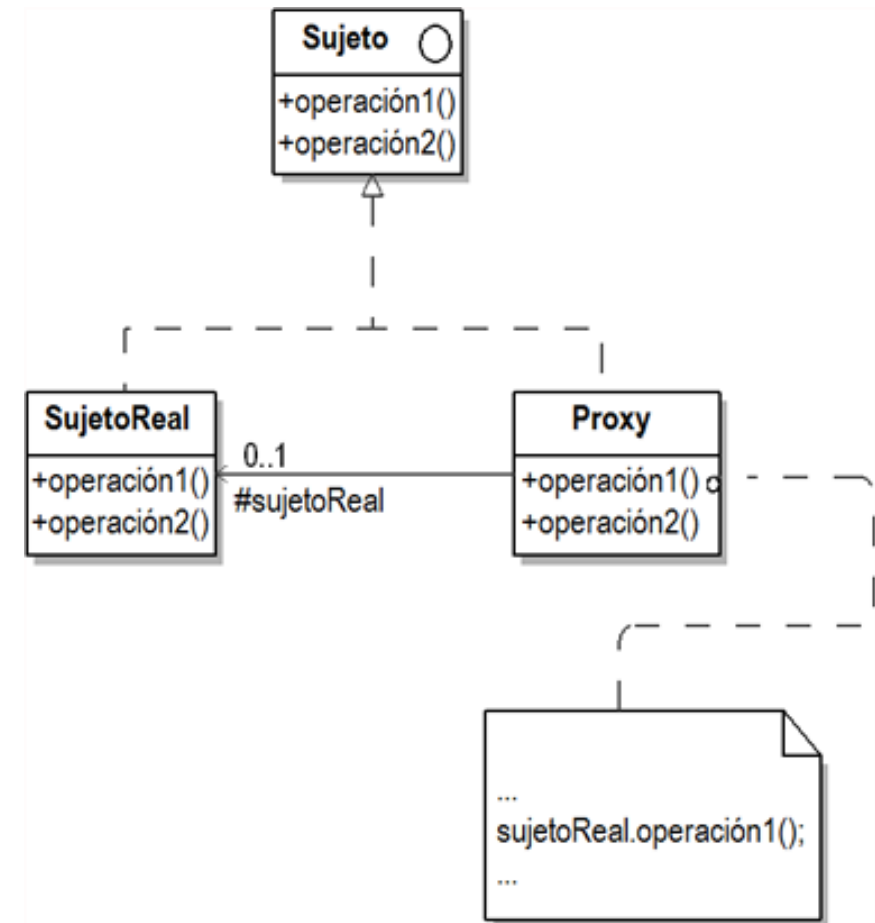 Sujeto
+operación1()
+operación2()
SujetoReal
+operación1()
+operación2()
0..1
#sujetoReal
Proxy
+operación1()
+operación2()
...
sujetoReal.operación1();
...